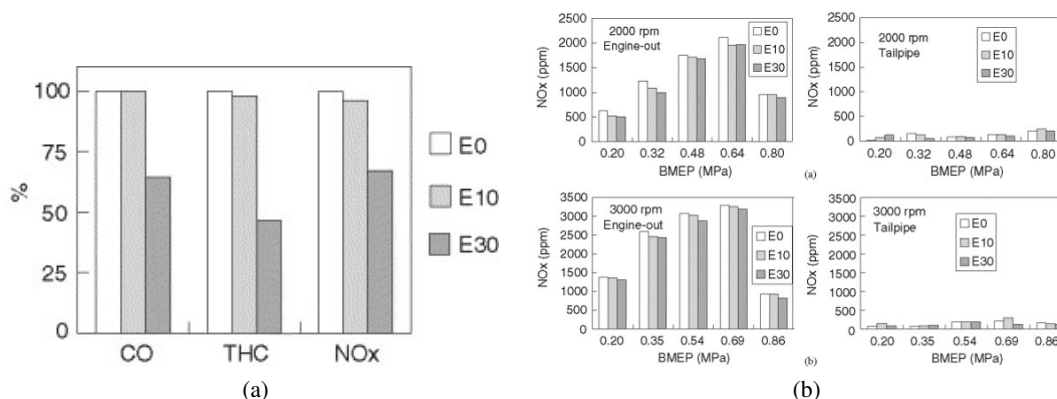 100
75
50
25
0
%
CO THC NOx
E0
E10
E30
(a)
2500
2000
1500
1000
500
0
NOx (ppm)
2000 rpm
Engine-out
E0
E10
E30
0.20 0.32 0.48 0.64 0.80
BMEP (MPa)
2500
2000
1500
1000
500
0
NOx (ppm)
2000 rpm
Tailpipe
E0
E10
E30
0.20 0.32 0.48 0.64 0.80
BMEP (MPa)
(a)
3500
3000
2500
2000
1500
1000
500
0
NOx (ppm)
3000 rpm
Engine-out
E0
E10
E30
0.20 0.35 0.54 0.69 0.86
BMEP (MPa)
3500
3000
2500
2000
1500
1000
500
0
NOx (ppm)
3000 rpm
Tailpipe
E0
E10
E30
0.20 0.35 0.54 0.69 0.86
BMEP (MPa)
(b)
(b)